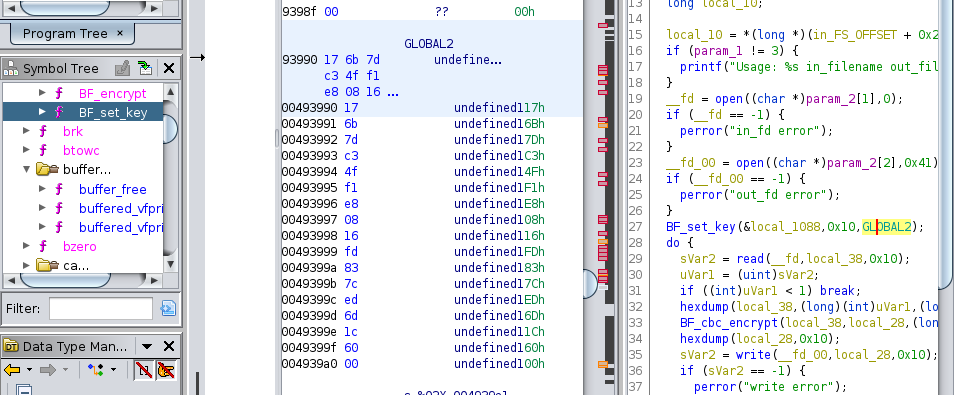 Program Tree ×
Symbol Tree
f BF_encrypt
f BF_set_key
f brk
f btowc
buffer...
f buffer_free
f buffered_vfpri
f buffered_vfpri
f bzero
ca...
Filter:
Data Type Man...
9398f 00 ?? 00h
GLOBAL2
93990 17 6b 7d undefine...
c3 4f f1
e8 08 16 ...
00493990 17 undefined117h
00493991 6b undefined16Bh
00493992 7d undefined17Dh
00493993 c3 undefined1C3h
00493994 4f undefined14Fh
00493995 f1 undefined1F1h
00493996 e8 undefined1E8h
00493997 08 undefined108h
00493998 16 undefined116h
00493999 fd undefined1FDh
0049399a 83 undefined183h
0049399b 7c undefined17Ch
0049399c ed undefined1EDh
0049399d 6d undefined16Dh
0049399e 1c undefined11Ch
0049399f 60 undefined160h
004939a0 00 undefined100h
13 long local_10;
14
15 local_10 = *(long *)(in_FS_OFFSET + 0x2
16 if (param_1 != 3) {
17 printf("Usage: %s in_filename out_fil
18 }
19 __fd = open((char *)param_2[1],0);
20 if (__fd == -1) {
21 perror("in_fd error");
22 }
23 __fd_00 = open((char *)param_2[2],0x41)
24 if (__fd_00 == -1) {
25 perror("out_fd error");
26 }
27 BF_set_key(&local_1088,0x10,GLOBAL2);
28 do {
29 sVar2 = read(__fd,local_38,0x10);
30 uVar1 = (uint)sVar2;
31 if ((int)uVar1 < 1) break;
32 hexdump(local_38,(long)(int)uVar1,(lo
33 BF_cbc_encrypt(local_38,local_28,(lon
34 hexdump(local_28,0x10);
35 sVar2 = write(__fd_00,local_28,0x10);
36 if (sVar2 == -1) {
37 perror("write error");